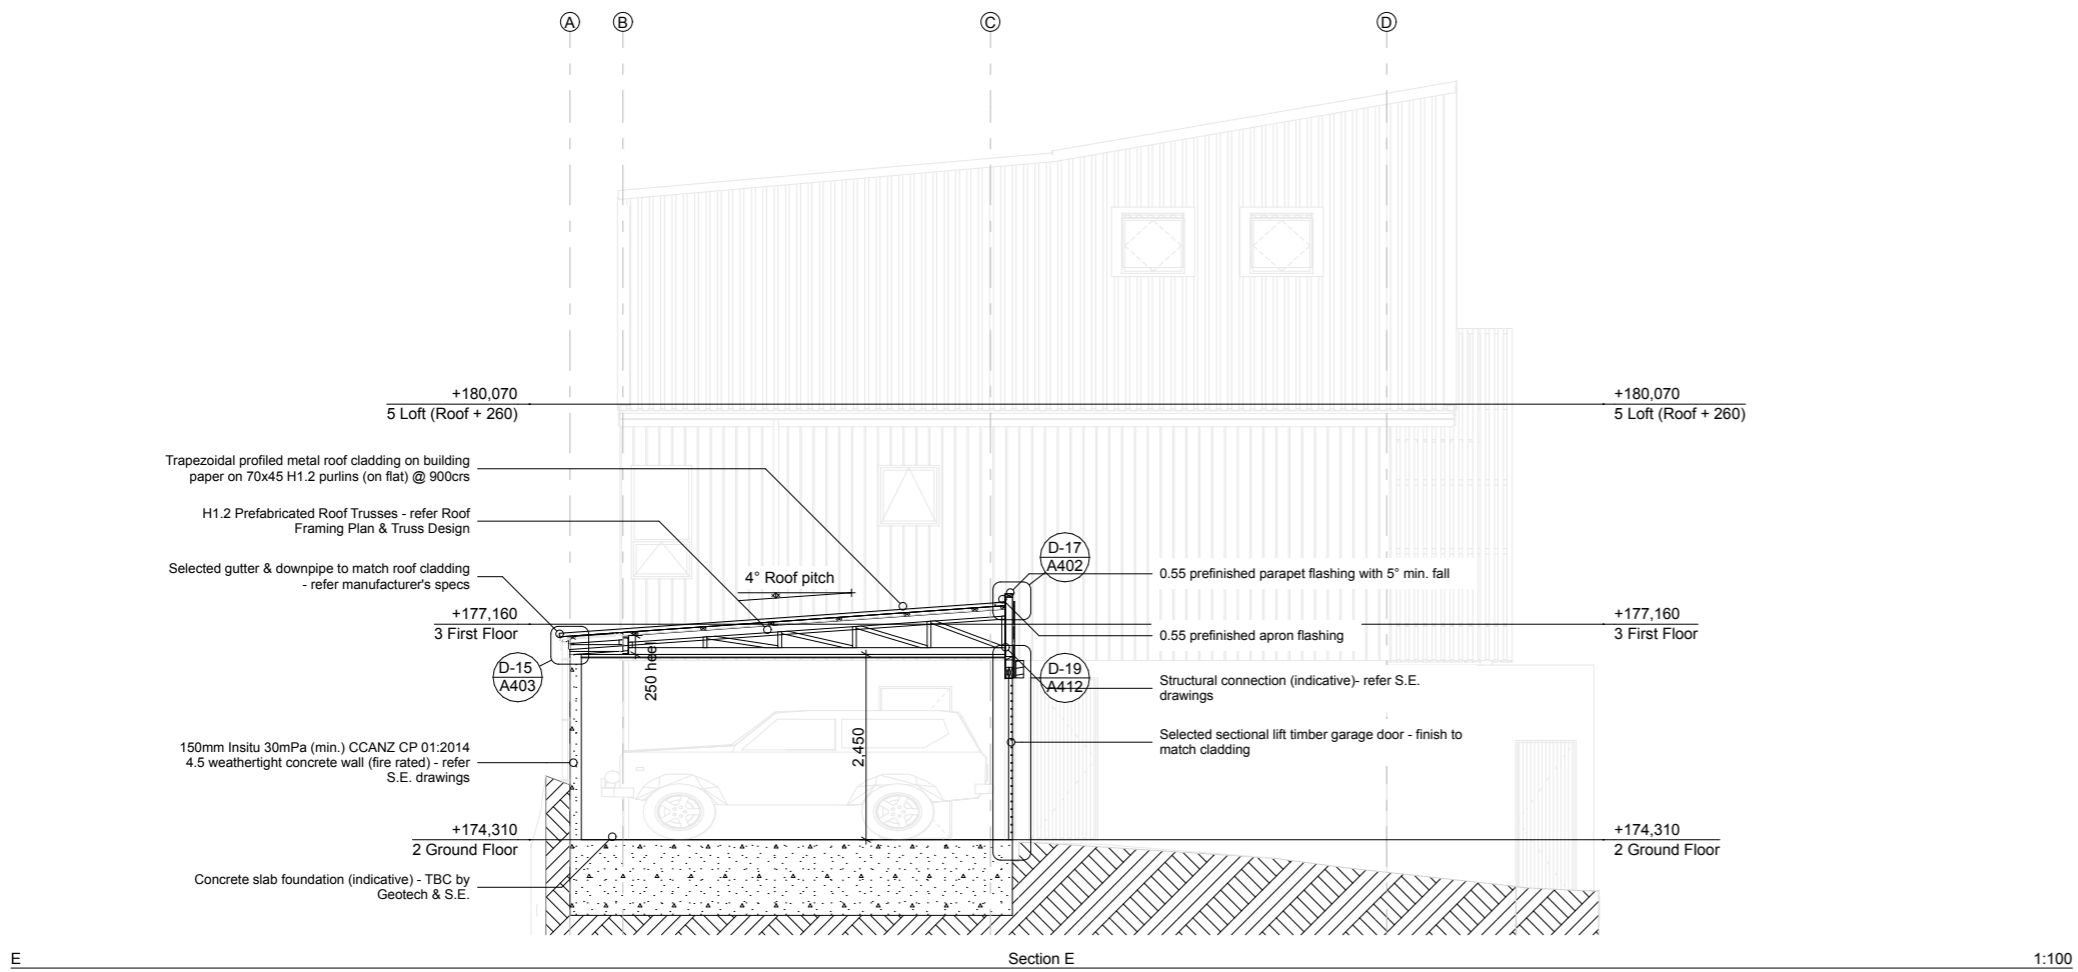 A
B
C
D
+180,070
5 Loft (Roof + 260)
+180,070
5 Loft (Roof + 260)
Trapezoidal profiled metal roof cladding on building
paper on 70x45 H1.2 purlins (on flat) @ 900crs
H1.2 Prefabricated Roof Trusses - refer Roof
Framing Plan & Truss Design
Selected gutter & downpipe to match roof cladding
- refer manufacturer's specs
4° Roof pitch
D-17
A402
0.55 prefinished parapet flashing with 5° min. fall
+177,160
3 First Floor
+177,160
3 First Floor
0.55 prefinished apron flashing
D-15
A403
250 heel
D-19
A412
Structural connection (indicative)- refer S.E.
drawings
2,450
Selected sectional lift timber garage door - finish to
match cladding
150mm Insitu 30mPa (min.) CCANZ CP 01:2014
4.5 weathertight concrete wall (fire rated) - refer
S.E. drawings
+174,310
2 Ground Floor
+174,310
2 Ground Floor
Concrete slab foundation (indicative) - TBC by
Geotech & S.E.
E
Section E
1:100